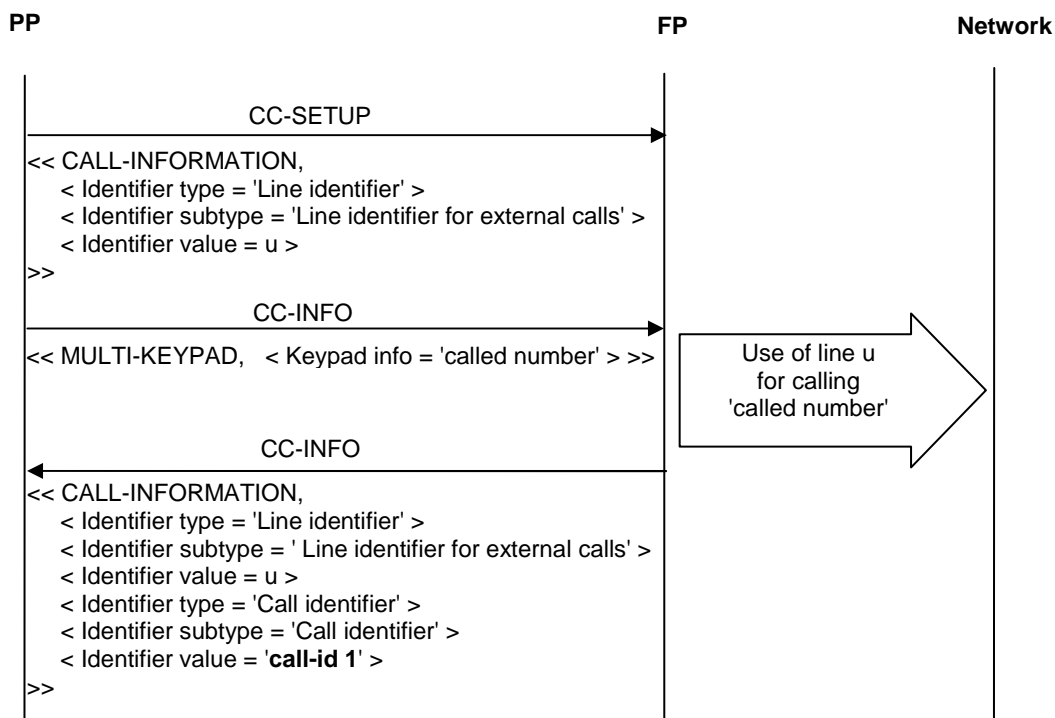 PP FP Network
CC-SETUP
<< CALL-INFORMATION,
< Identifier type = 'Line identifier' >
< Identifier subtype = 'Line identifier for external calls' >
< Identifier value = u >
>>
CC-INFO
<< MULTI-KEYPAD, < Keypad info = 'called number' > >>
Use of line u
for calling
'called number'
CC-INFO
<< CALL-INFORMATION,
< Identifier type = 'Line identifier' >
< Identifier subtype = ' Line identifier for external calls' >
< Identifier value = u >
< Identifier type = 'Call identifier' >
< Identifier subtype = 'Call identifier' >
< Identifier value = 'call-id 1' >
>>